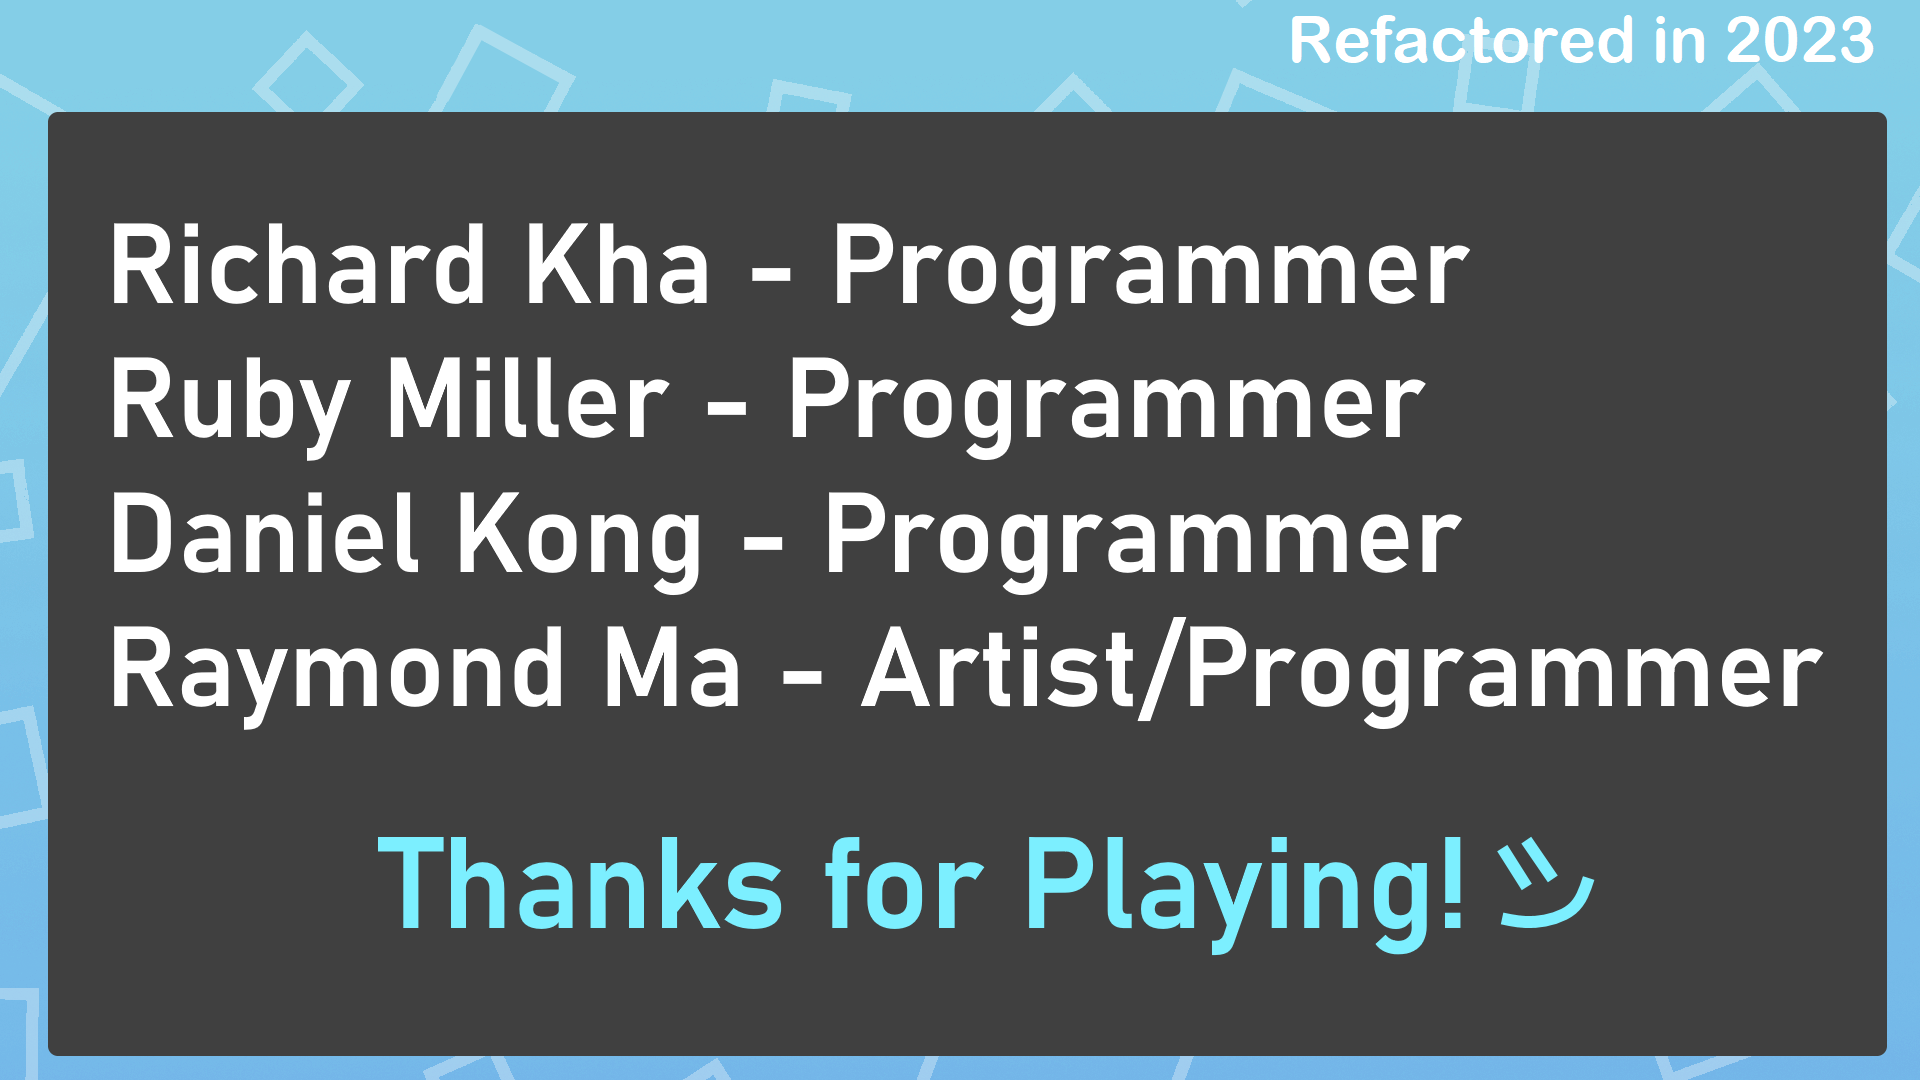 Refactored in 2023
Richard Kha - Programmer
Ruby Miller - Programmer
Daniel Kong - Programmer
Raymond Ma - Artist/Programmer
Thanks for Playing!ツ